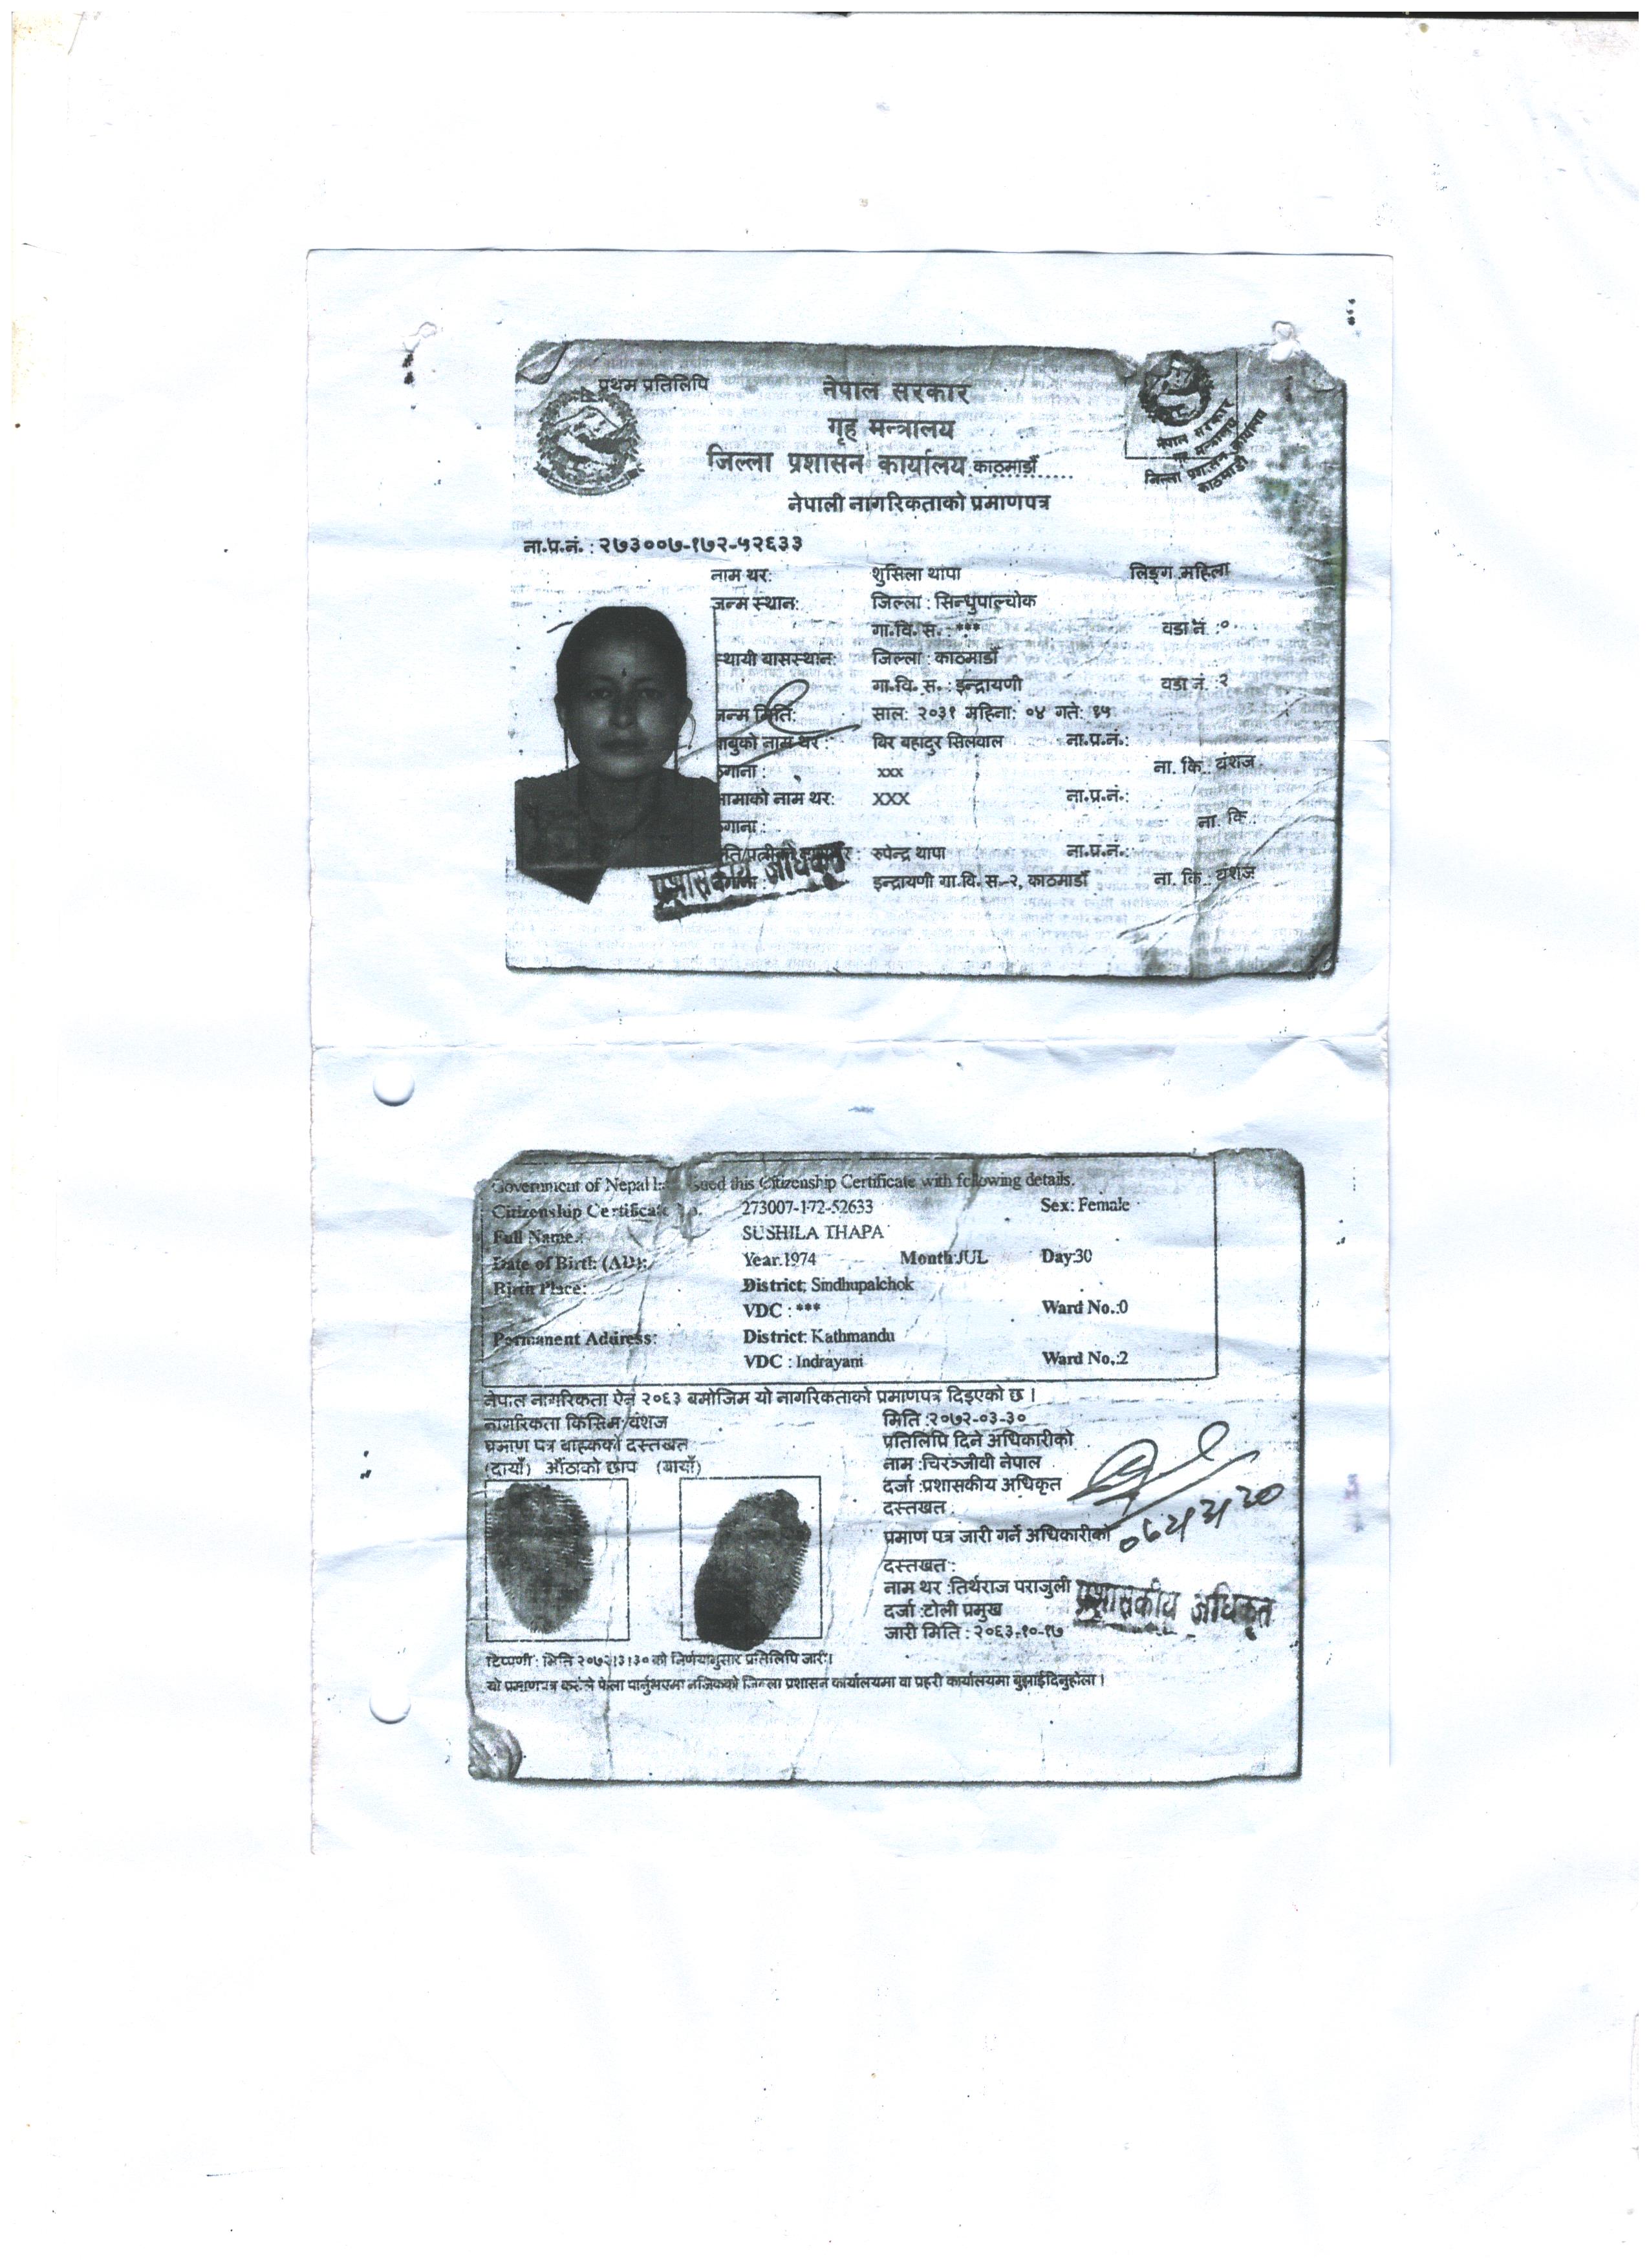 प्रथम प्रतिलिपि
नेपाल सरकार
गृह मन्त्रालय
जिल्ला प्रशासन कार्यालय काठमाडौं
नेपाल सरकार
गृह मन्त्रालय
जिल्ला प्रशासन कार्यालय
काठमाडौं
नेपाली नागरिकताको प्रमाणपत्र
ना.प्र.नं. : २७३००७-१७२-५२६३३
नाम थर: शुसिला थापा लिङ्ग महिला
जन्म स्थान: जिल्ला : सिन्धुपाल्चोक
गा.वि. स. : *** वडा नं :०
स्थायी बासस्थान: जिल्ला : काठमाडौं
गा.वि. स. : इन्द्रायणी वडा नं. :२
जन्म मिति: साल: २०३१ महिना: ०४ गते: १५
बाबुको नाम थर : विर बहादुर सिलवाल ना.प्र.नं.:
ठेगाना : xxx ना. कि.: वंशज
आमाको नाम थर: XXX ना.प्र.नं.:
ठेगाना : ना. कि.:
रुपेन्द्र थापा ना.प्र.नं.:
इन्द्रायणी गा.वि. स.-२, काठमाडौं ना. कि.: वंशज
प्रशासकीय अधिकृत
Government of Nepal has issued this Citizenship Certificate with following details.
Citizenship Certificate No. 273007-172-52633 Sex: Female
Full Name.: SUSHILA THAPA
Date of Birth (AD): Year:1974 Month:JUL Day:30
Birth Place: District: Sindhupalchok
VDC : *** Ward No.:0
Permanent Address: District: Kathmandu
VDC : Indrayani Ward No.:2
नेपाल नागरिकता ऐन २०६३ बमोजिम यो नागरिकताको प्रमाणपत्र दिइएको छ ।
नागरिकता किसिम: वंशज मिति :२०७२-०३-३०
प्रमाण पत्र बाहकको दस्तखत प्रतिलिपि दिने अधिकारीको
(दायाँ) औंठाको छाप (बायाँ) नाम :चिरञ्जीवी नेपाल
दर्जा :प्रशासकीय अधिकृत
दस्तखत :
प्रमाण पत्र जारी गर्ने अधिकारीको
दस्तखत :
नाम थर :तिर्थराज पराजुली
प्रशासकीय अधिकृत
दर्जा :टोली प्रमुख
जारी मिति : २०६३-१०-१७
टिप्पणी : मिति २०७२।३।३० को निर्णयानुसार प्रतिलिपि जारी।
यो प्रमाणपत्र कसैले फेला पार्नुभएमा नजिकको जिल्ला प्रशासन कार्यालयमा वा प्रहरी कार्यालयमा बुझाईदिनुहोला ।